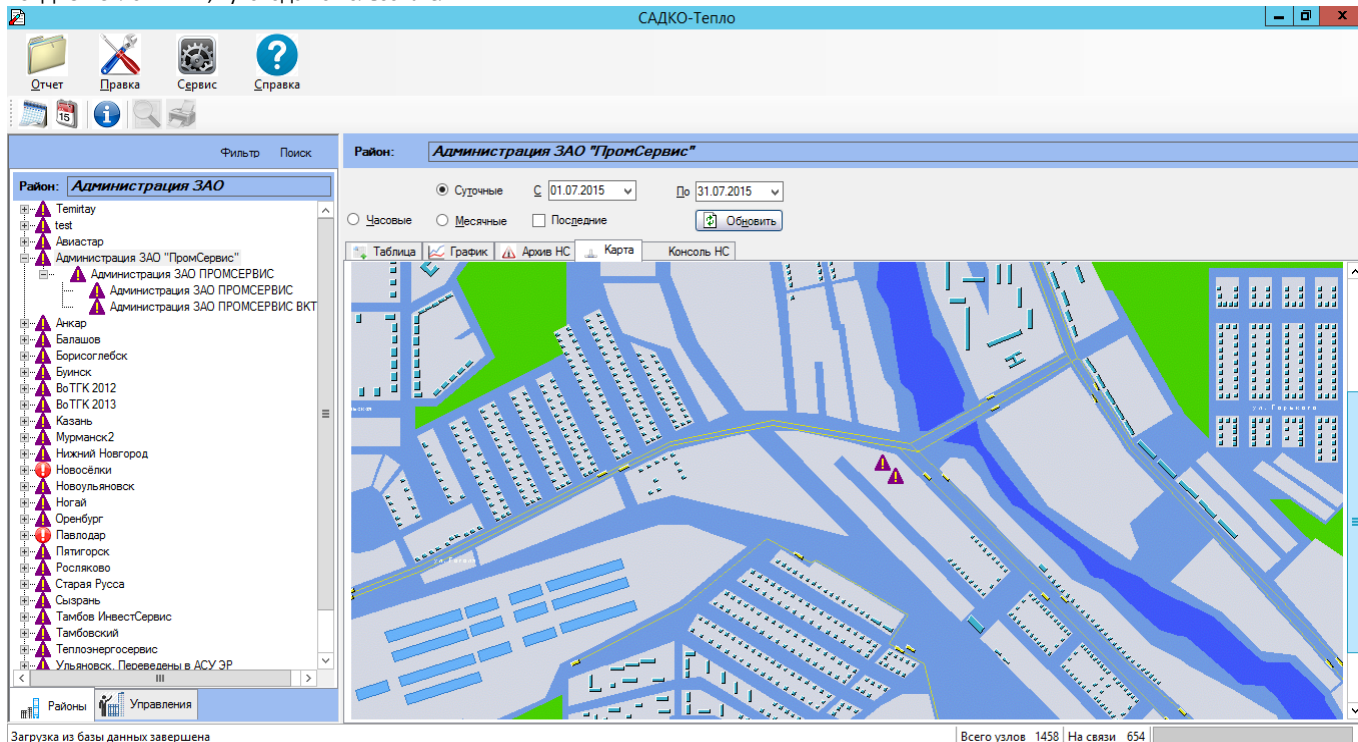 САДКО-Тепло
Отчет Правка Сервис Справка
15
Фильтр Поиск
Район: Администрация ЗАО
Temirtay
test
Авиастар
Администрация ЗАО "ПромСервис"
Администрация ЗАО ПРОМСЕРВИС
Администрация ЗАО ПРОМСЕРВИС
Администрация ЗАО ПРОМСЕРВИС ВКТ
Анкар
Балашов
Борисоглебск
Буинск
ВоТГК 2012
ВоТГК 2013
Казань
Мурманск2
Нижний Новгород
Новосёлки
Новоульяновск
Ногай
Оренбург
Павлодар
Пятигорск
Росляково
Старая Русса
Сызрань
Тамбов ИнвестСервис
Тамбовский
Теплоэнергосервис
Ульяновск. Переведены в АСУ ЭР
Районы Управления
Район: Администрация ЗАО "ПромСервис"
Суточные С 01.07.2015 По 31.07.2015
Часовые Месячные Последние Обновить
Таблица График Архив НС Карта Консоль НС
ул. Горького
Загрузка из базы данных завершена
Всего узлов 1458 На связи 654